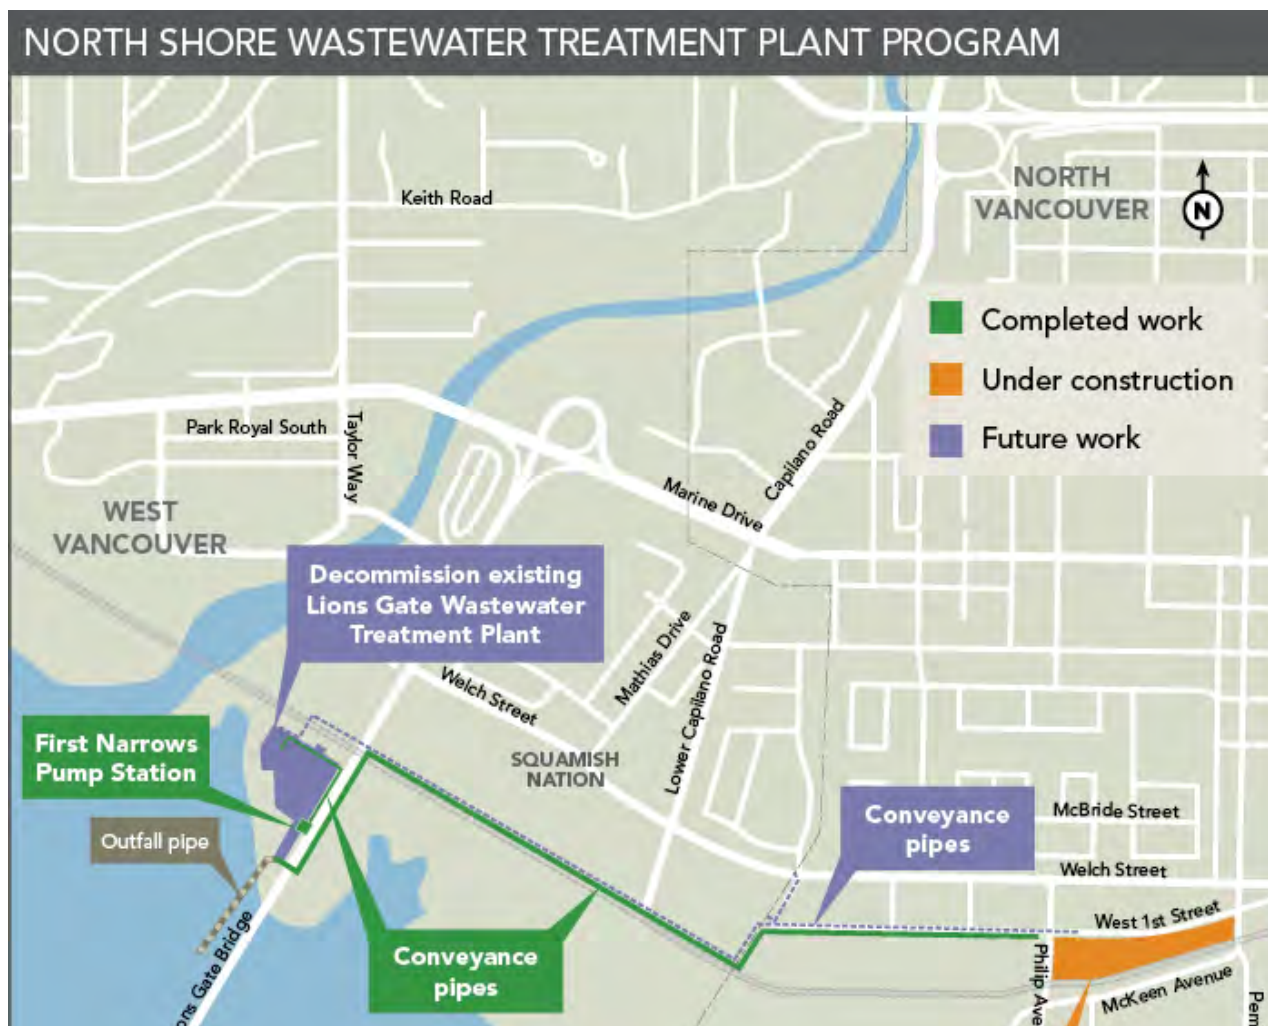 NORTH SHORE WASTEWATER TREATMENT PLANT PROGRAM
Keith Road
NORTH
VANCOUVER
N
Completed work
Under construction
Future work
Park Royal South
Taylor Way
Capilano Road
Marine Drive
WEST
VANCOUVER
Decommission existing
Lions Gate Wastewater
Treatment Plant
Mathias Drive
Lower Capilano Road
Welch Street
First Narrows
Pump Station
SQUAMISH
NATION
Outfall pipe
Conveyance
pipes
McBride Street
Welch Street
West 1st Street
Conveyance
pipes
Gate Bridge
Philip Ave
McKeen Avenue